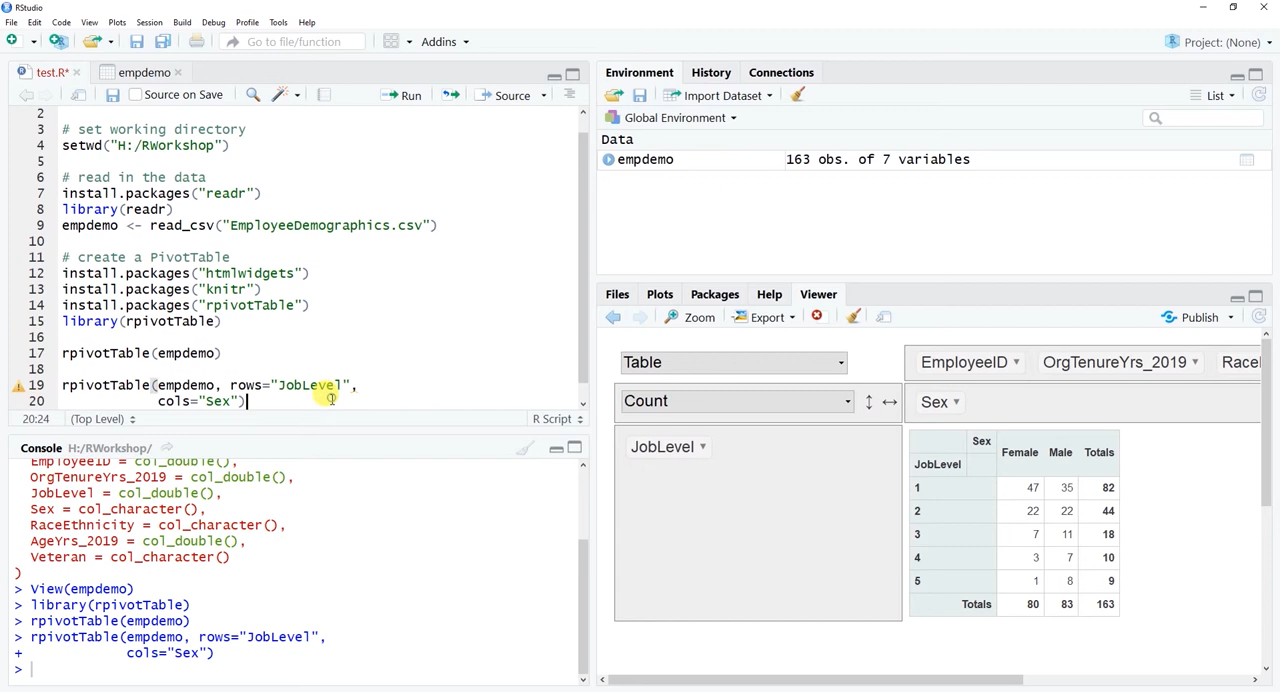 RStudio
File Edit Code View Plots Session Build Debug Profile Tools Help
Go to file/function Addins Project: (None)
test.R* empdemo
Source on Save Run Source
2
3 # set working directory
4 setwd("H:/RWorkshop")
5
6 # read in the data
7 install.packages("readr")
8 library(readr)
9 empdemo <- read_csv("EmployeeDemographics.csv")
10
11 # create a PivotTable
12 install.packages("htmlwidgets")
13 install.packages("knitr")
14 install.packages("rpivotTable")
15 library(rpivotTable)
16
17 rpivotTable(empdemo)
18
19 rpivotTable(empdemo, rows="JobLevel",
20 cols="Sex")
20:24 (Top Level) R Script
Console H:/RWorkshop/
EmployeeID = col_double(),
OrgTenureYrs_2019 = col_double(),
JobLevel = col_double(),
Sex = col_character(),
RaceEthnicity = col_character(),
AgeYrs_2019 = col_double(),
Veteran = col_character()
)
> View(empdemo)
> library(rpivotTable)
> rpivotTable(empdemo)
> rpivotTable(empdemo, rows="JobLevel",
+ cols="Sex")
>
Environment History Connections
Import Dataset List
Global Environment
Data
empdemo 163 obs. of 7 variables
Files Plots Packages Help Viewer
Zoom Export Publish
Table EmployeeID OrgTenureYrs_2019 RaceE
Count Sex
JobLevel
Sex Female Male Totals
JobLevel
1 47 35 82
2 22 22 44
3 7 11 18
4 3 7 10
5 1 8 9
Totals 80 83 163